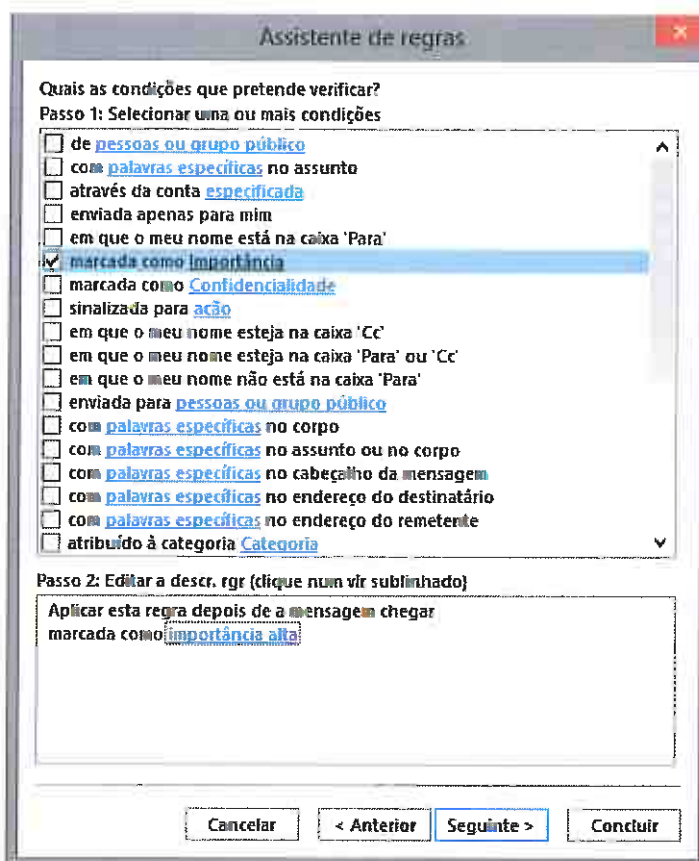 Assistente de regras
Quais as condições que pretende verificar?
Passo 1: Selecionar uma ou mais condições
de pessoas ou grupo público
com palavras específicas no assunto
através da conta especificada
enviada apenas para mim
em que o meu nome está na caixa 'Para'
marcada como Importância
marcada como Confidencialidade
sinalizada para ação
em que o meu nome esteja na caixa 'Cc'
em que o meu nome esteja na caixa 'Para' ou 'Cc'
em que o meu nome não está na caixa 'Para'
enviada para pessoas ou grupo público
com palavras específicas no corpo
com palavras específicas no assunto ou no corpo
com palavras específicas no cabeçalho da mensagem
com palavras específicas no endereço do destinatário
com palavras específicas no endereço do remetente
atribuído à categoria Categoria
Passo 2: Editar a descr. rgr (clique num vlr sublinhado)
Aplicar esta regra depois de a mensagem chegar
marcada como importância alta
Cancelar < Anterior Seguinte > Concluir